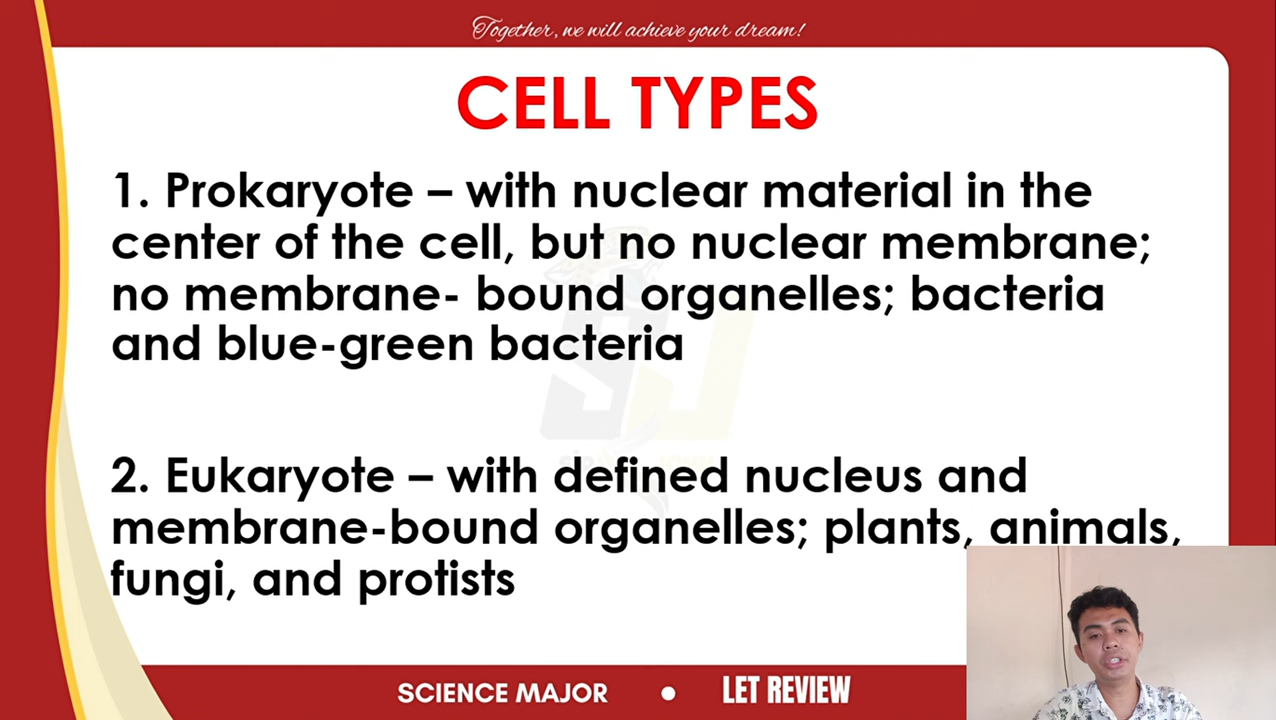 Together, we will achieve your dream!
CELL TYPES
1. Prokaryote – with nuclear material in the
center of the cell, but no nuclear membrane;
no membrane- bound organelles; bacteria
and blue-green bacteria
2. Eukaryote – with defined nucleus and
membrane-bound organelles; plants, animals,
fungi, and protists
SCIENCE MAJOR • LET REVIEW